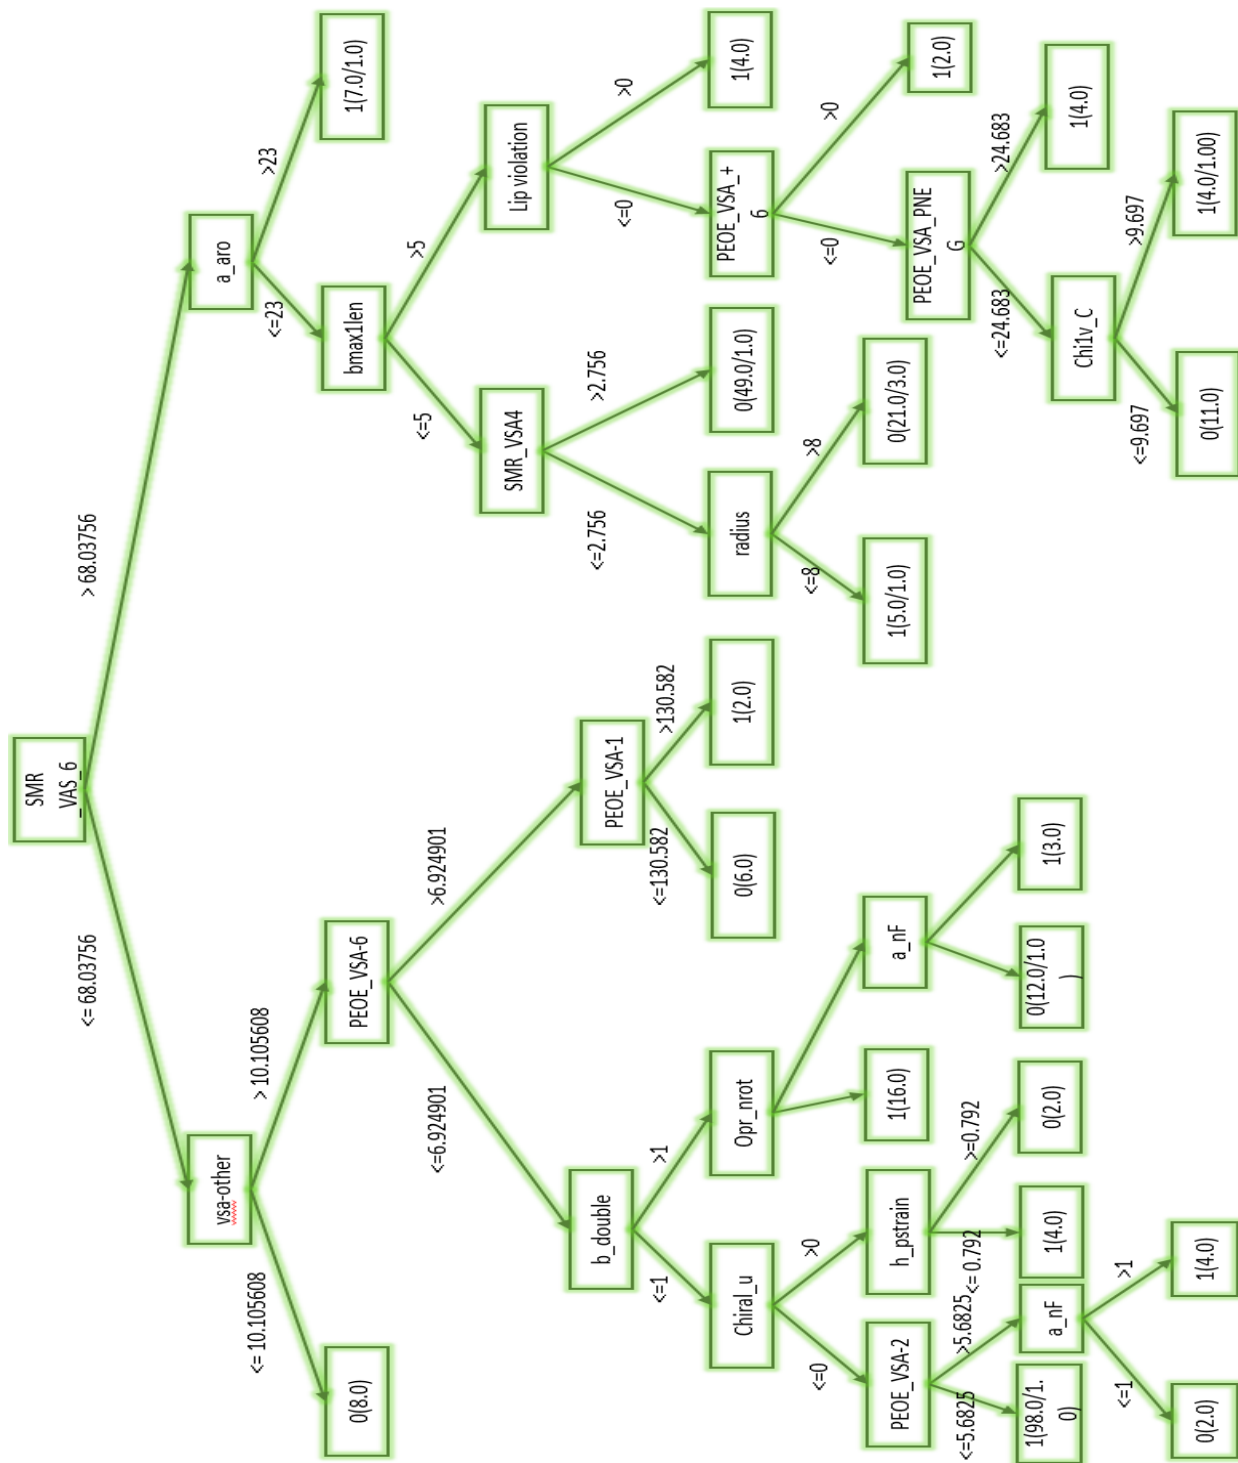 SMR
_VAS_6
<= 68.03756
> 68.03756
vsa-other
a_aro
<= 10.105608
> 10.105608
<=23
>23
0(8.0)
PEOE_VSA-6
bmax1len
1(7.0/1.0)
<=6.924901
>6.924901
<=5
>5
b_double
PEOE_VSA-1
SMR_VSA4
Lip violation
<=1
>1
<=130.582
>130.582
<=2.756
>2.756
<=0
>0
Chiral_u
Opr_nrot
0(6.0)
1(2.0)
radius
0(49.0/1.0)
PEOE_VSA_+
6
1(4.0)
<=0
>0
<=8
>8
<=0
>0
PEOE_VSA-2
h_pstrain
1(16.0)
a_nF
1(5.0/1.0)
0(21.0/3.0)
PEOE_VSA_PNE
G
1(2.0)
<=5.6825
>5.6825
<= 0.792
>=0.792
<=24.683
>24.683
1(98.0/1.
0)
a_nF
1(4.0)
0(2.0)
0(12.0/1.0
)
1(3.0)
Chi1v_C
1(4.0)
<=1
>1
<=9.697
>9.697
0(2.0)
1(4.0)
0(11.0)
1(4.0/1.00)